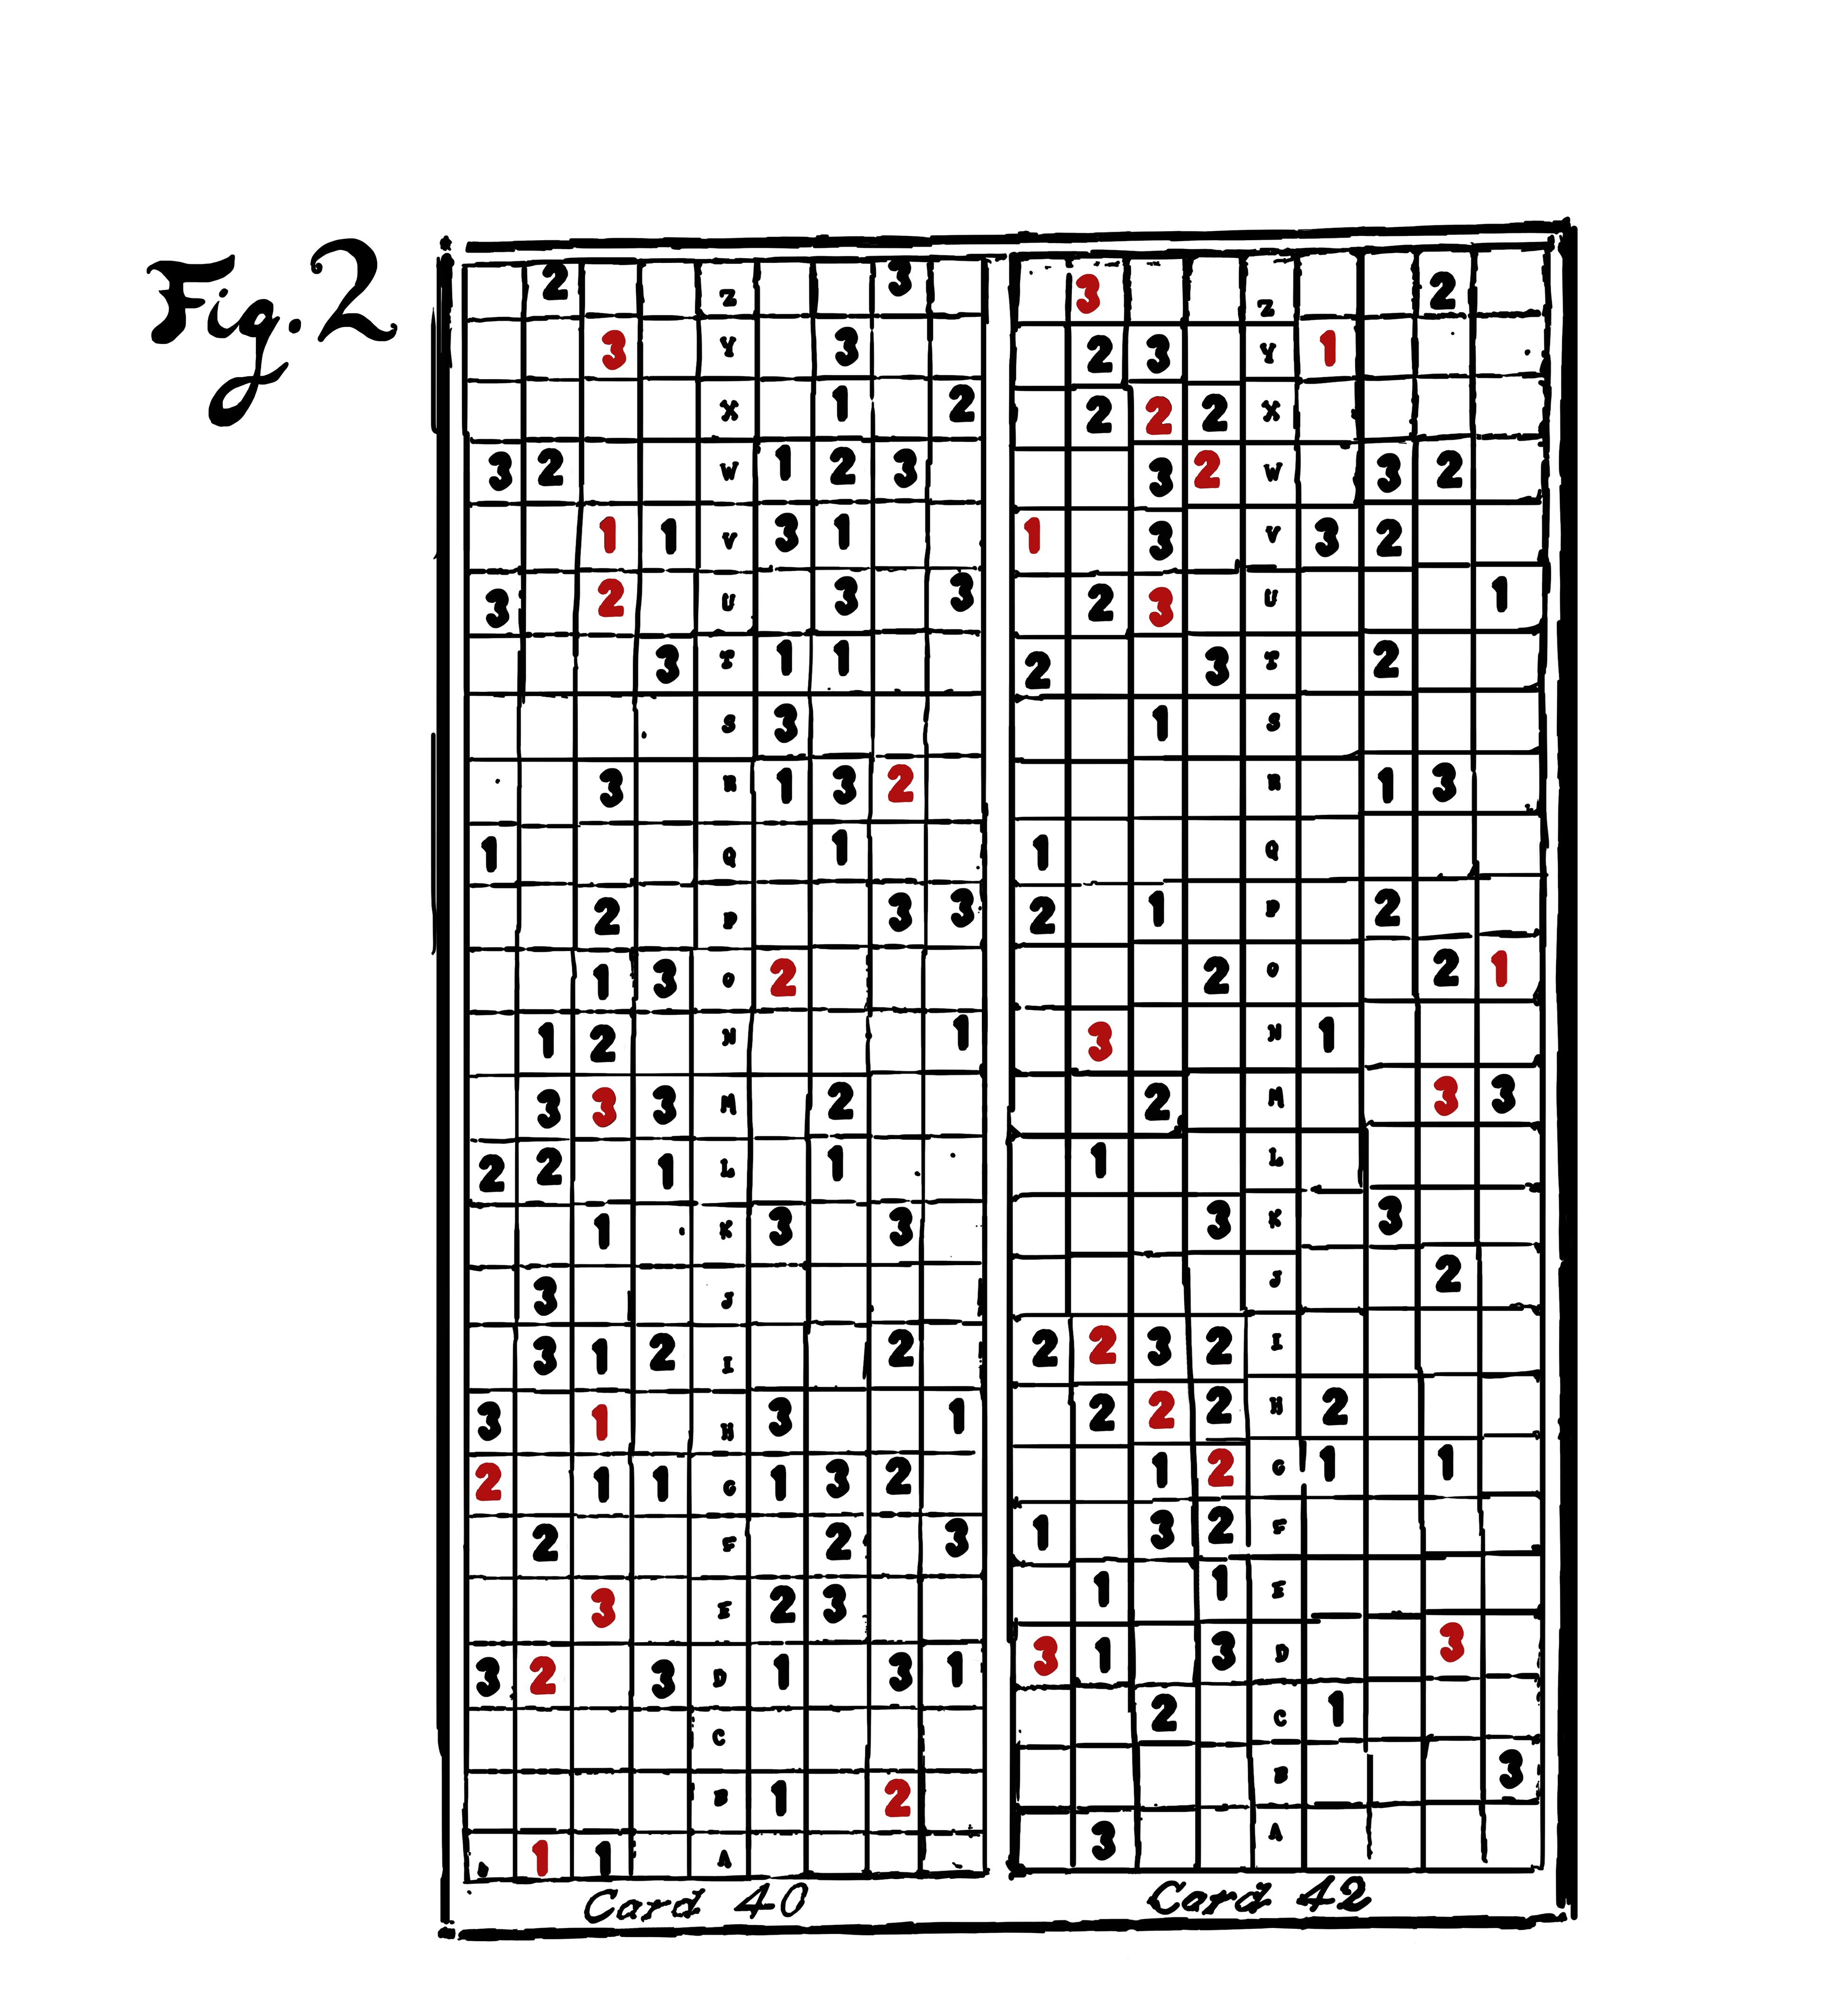 Fig. 2
2 Z 3
3 Y 3
X 1 2
3 2 W 1 2 3
1 1 V 3 1
3 2 U 3 3
3 T 1 1
S 3
3 R 1 3 2
1 Q 1
2 P 3 3
1 3 O 2
1 2 N 1
3 3 3 M 2
2 2 1 L 1
1 K 3 3
3 J
3 1 2 I 2
3 1 H 3 1
2 1 1 G 1 3 2
2 F 2 3
3 E 2 3
3 2 3 D 1 3 1
C
B 1 2
1 1 A
Card 40
3 Z 2
2 3 Y 1
2 2 2 X
3 2 W 3 2
1 3 V 3 2
2 3 U 1
2 3 T 2
1 S
R 1 3
1 Q
2 1 P 2
2 O 2 1
3 N 1
2 M 3 3
1 L
3 K 3
J 2
2 2 3 2 I
2 2 2 H 2
1 2 G 1 1
1 3 2 F
1 1 E
3 1 3 D 3
2 C 1
B 3
3 A
Card 42